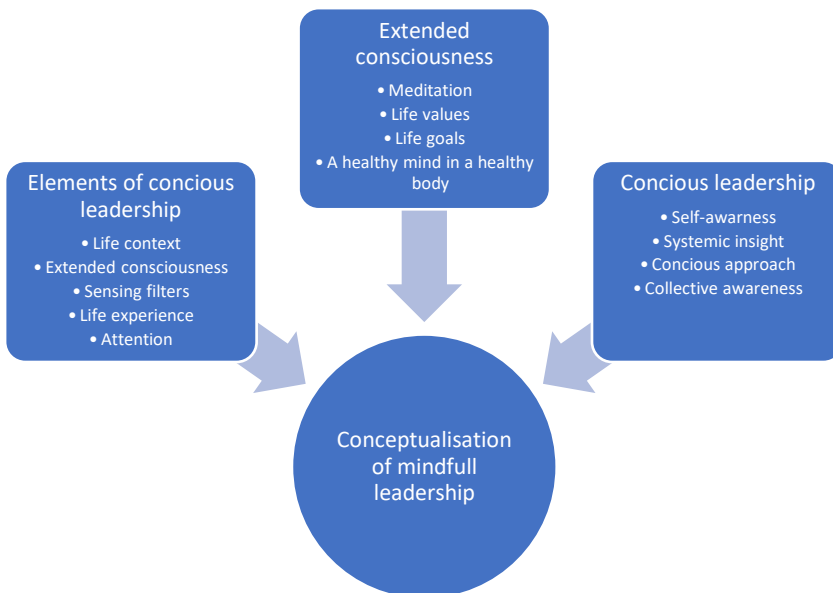 Extended
consciousness
• Meditation
• Life values
• Life goals
• A healthy mind in a healthy
body
Elements of concious
leadership
• Life context
• Extended consciousness
• Sensing filters
• Life experience
• Attention
Concious leadership
• Self-awarness
• Systemic insight
• Concious approach
• Collective awareness
Conceptualisation
of mindfull
leadership